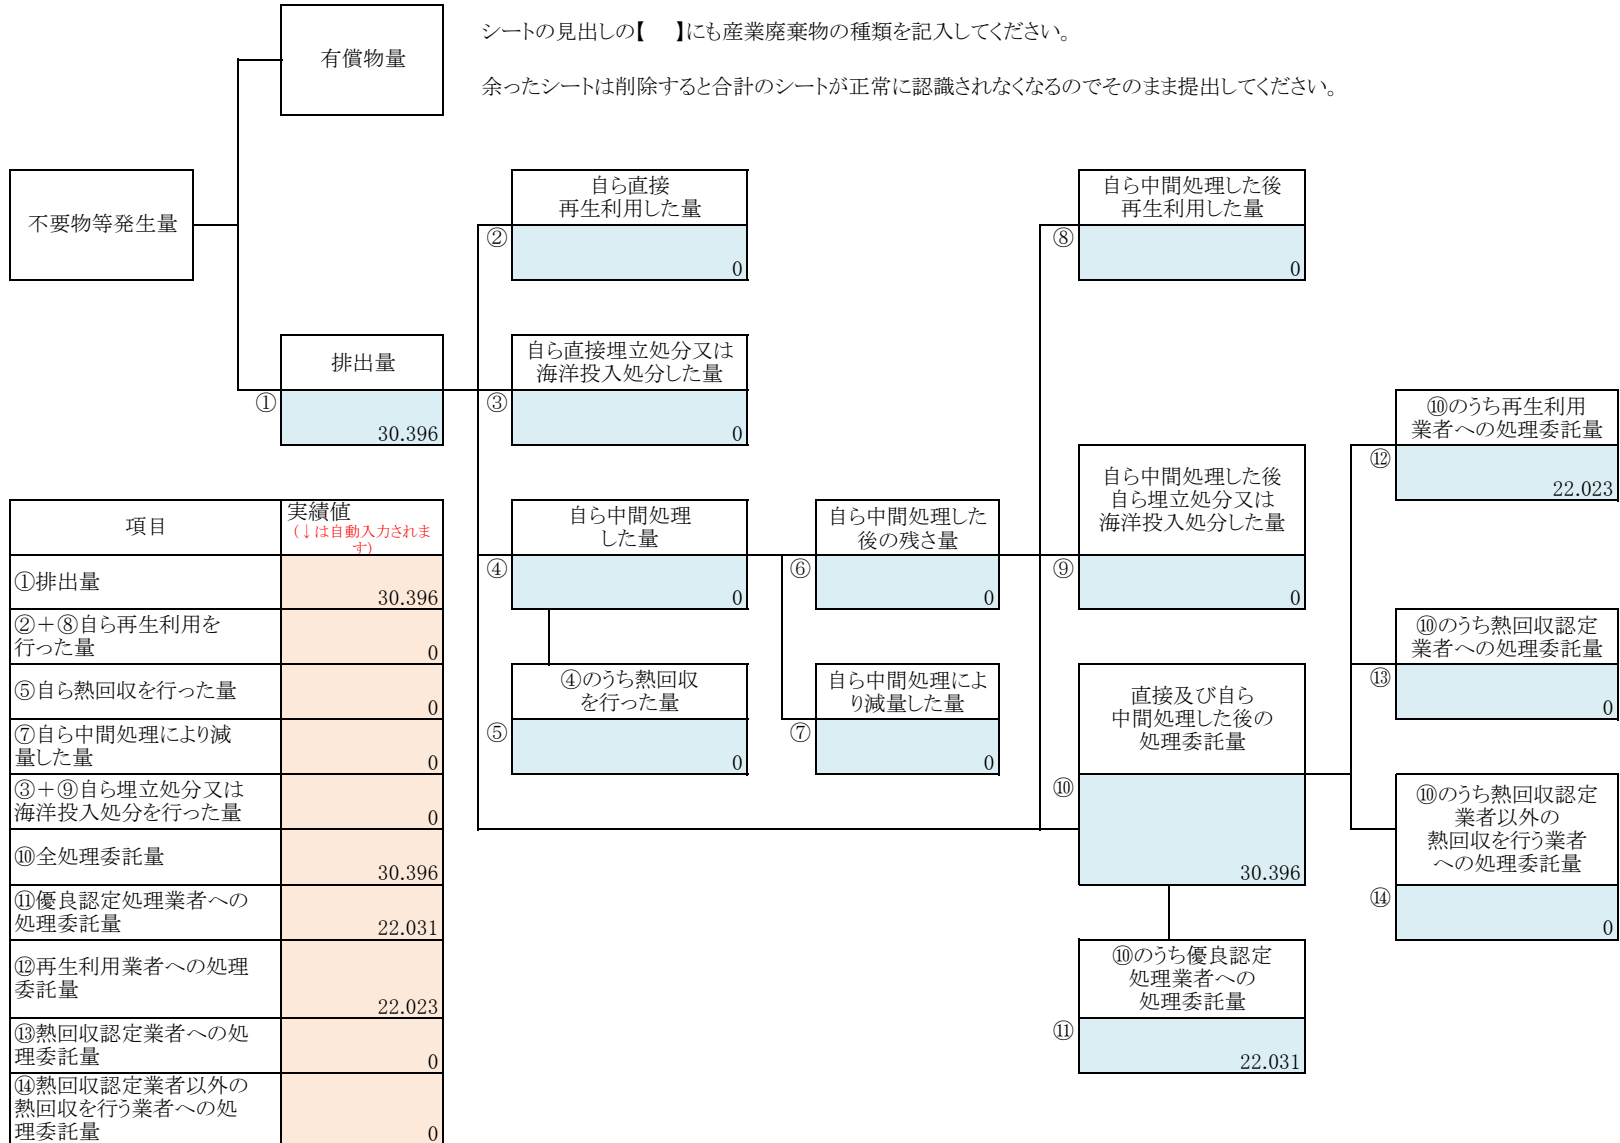 シートの見出しの【　】にも産業廃棄物の種類を記入してください。
有償物量
余ったシートは削除すると合計のシートが正常に認識されなくなるのでそのまま提出してください。
不要物等発生量
自ら直接
再生利用した量
②
0
自ら中間処理した後
再生利用した量
⑧
0
排出量
①
30.396
自ら直接埋立処分又は
海洋投入処分した量
③
0
⑩のうち再生利用
業者への処理委託量
⑫
22.023
自ら中間処理
した量
④
0
自ら中間処理した
後の残さ量
⑥
0
自ら中間処理した後
自ら埋立処分又は
海洋投入処分した量
⑨
0
⑩のうち熱回収認定
業者への処理委託量
⑬
0
④のうち熱回収
を行った量
⑤
0
自ら中間処理によ
り減量した量
⑦
0
直接及び自ら
中間処理した後の
処理委託量
⑩
30.396
⑩のうち熱回収認定
業者以外の
熱回収を行う業者
への処理委託量
⑭
0
⑩のうち優良認定
処理業者への
処理委託量
⑪
22.031
項目
実績値
（↓は自動入力されま
す）
①排出量
30.396
②＋⑧自ら再生利用を
行った量
0
⑤自ら熱回収を行った量
0
⑦自ら中間処理により減
量した量
0
③＋⑨自ら埋立処分又は
海洋投入処分を行った量
0
⑩全処理委託量
30.396
⑪優良認定処理業者への
処理委託量
22.031
⑫再生利用業者への処理
委託量
22.023
⑬熱回収認定業者への処
理委託量
0
⑭熱回収認定業者以外の
熱回収を行う業者への処
理委託量
0